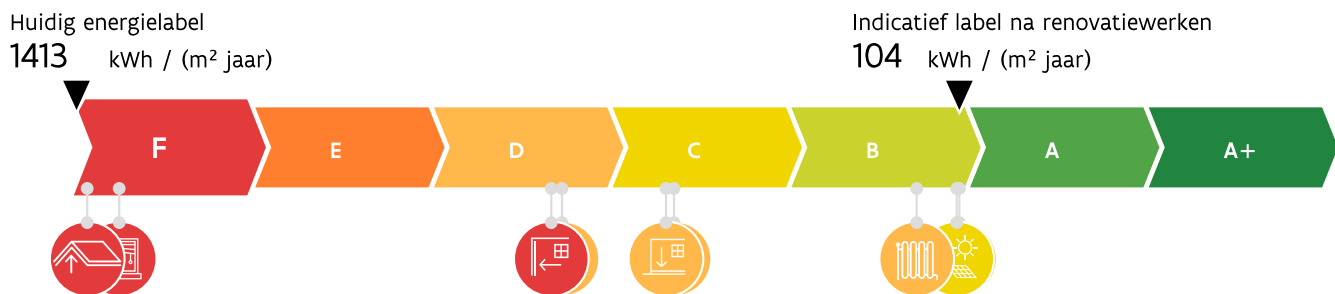 Huidig energielabel
1413 kWh / (m² jaar)
Indicatief label na renovatiewerken
104 kWh / (m² jaar)
F E D C B A A+